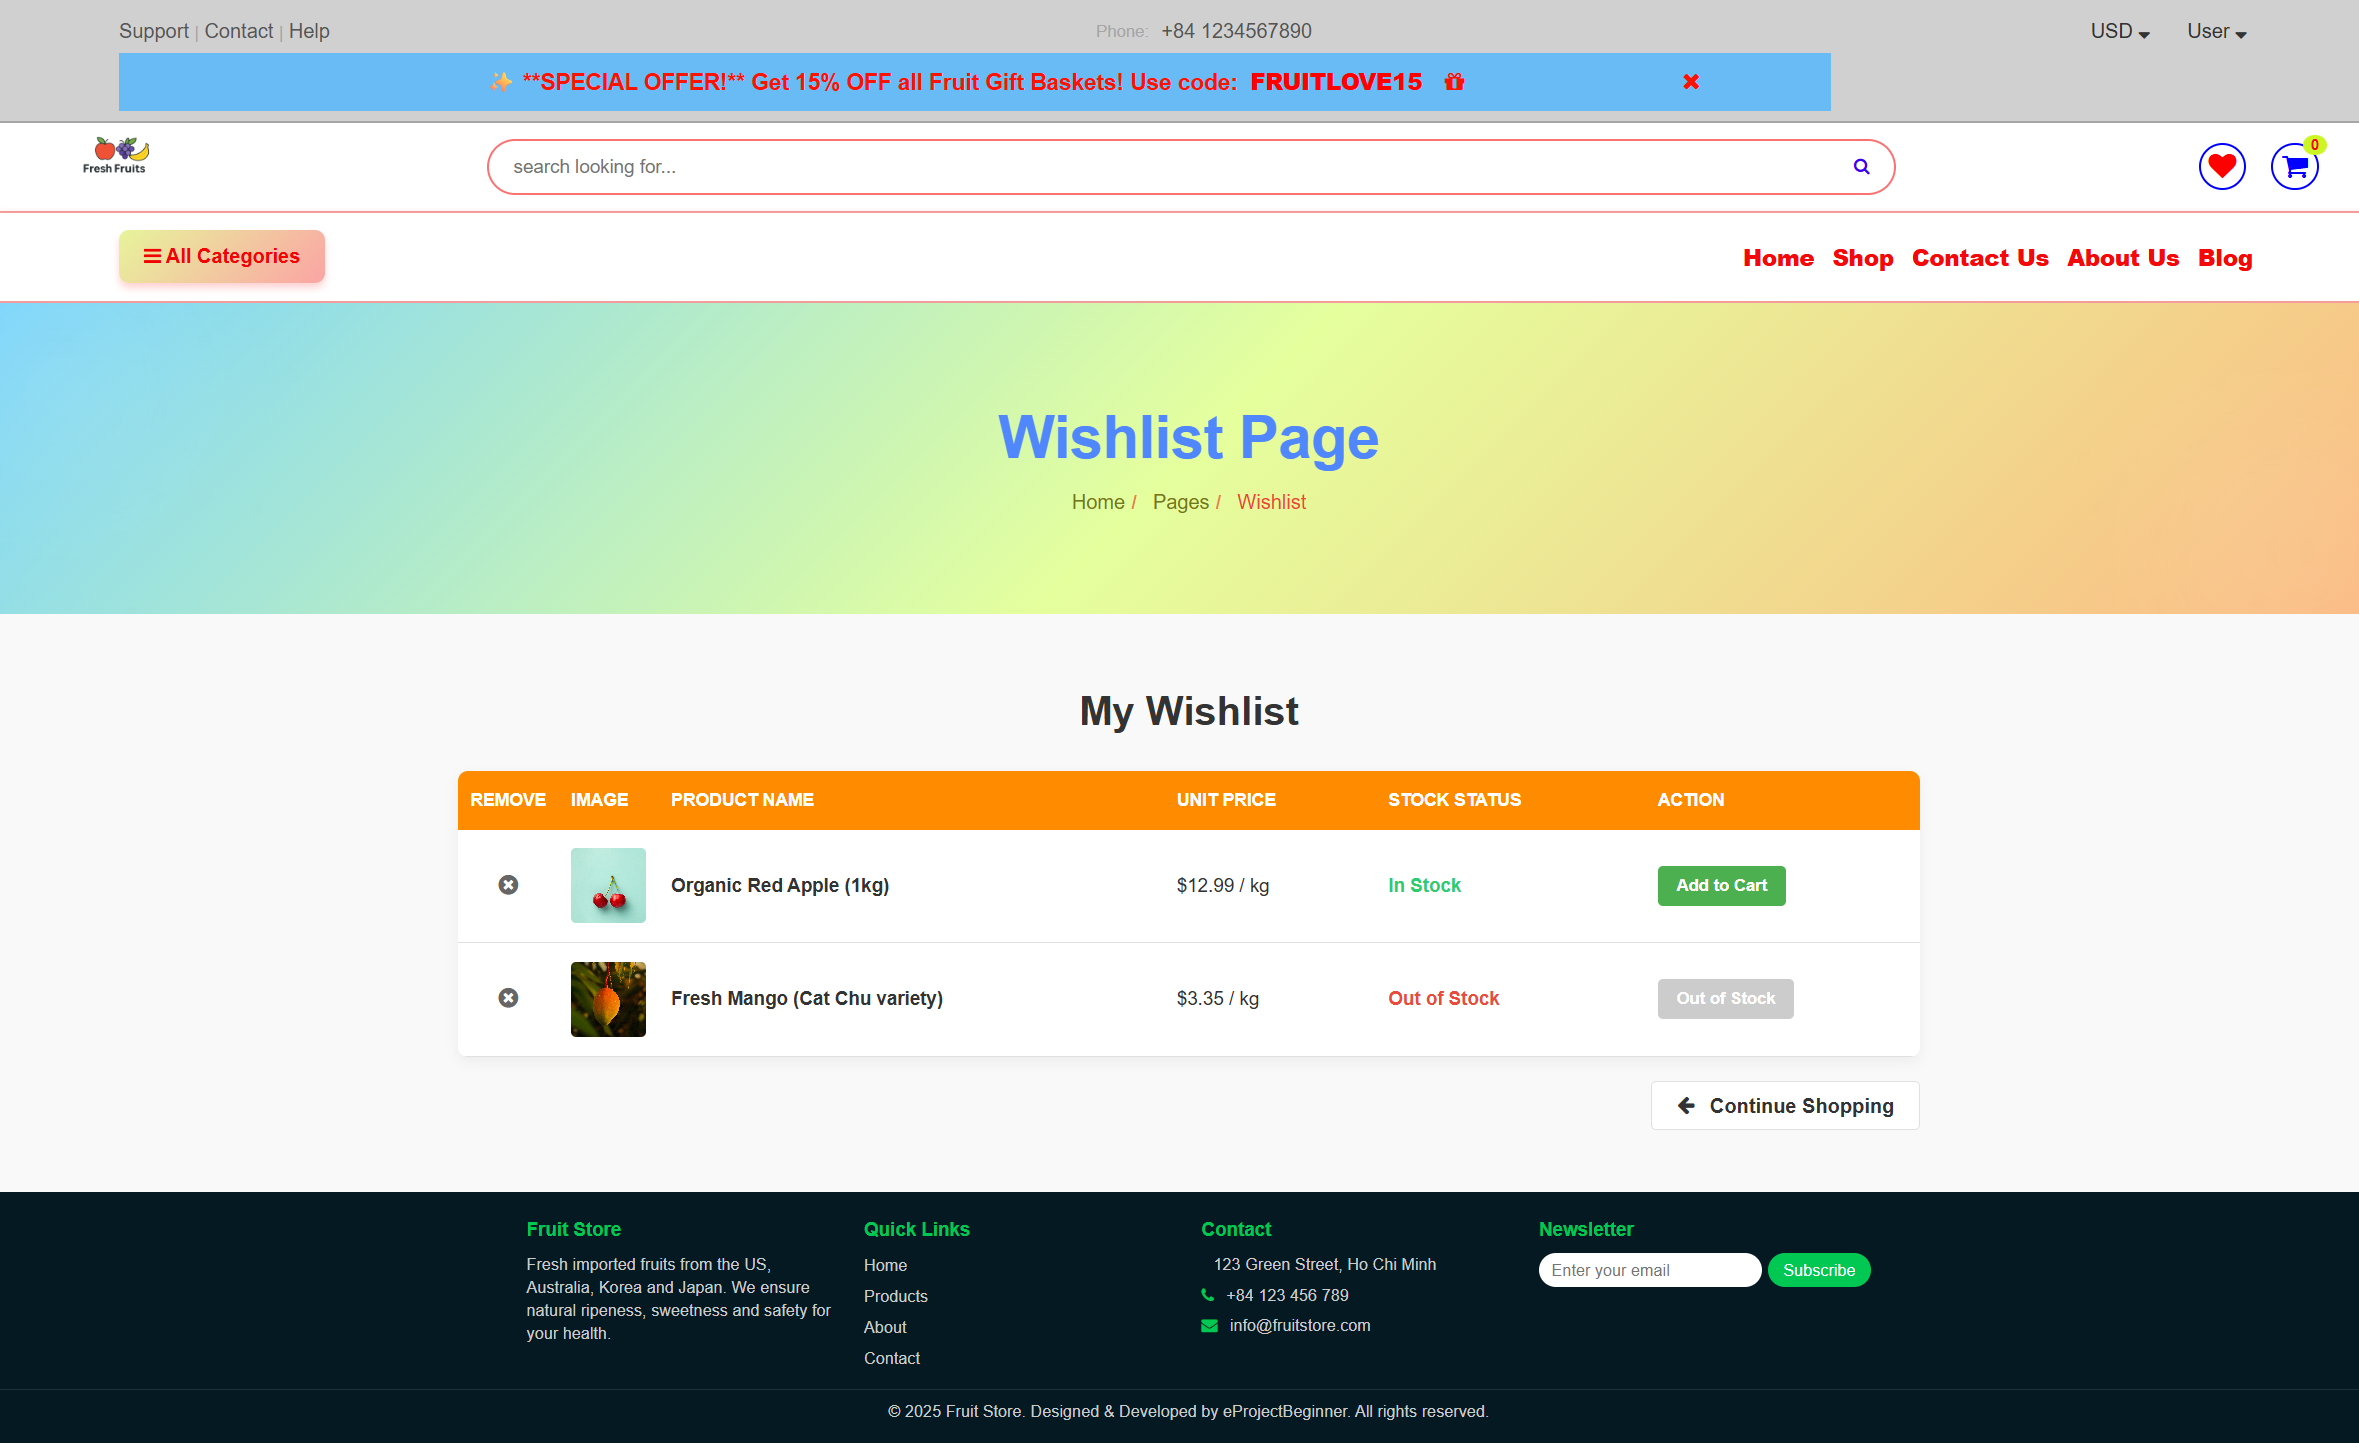 Support | Contact | Help
Phone: +84 1234567890
USD
User
✨ **SPECIAL OFFER!** Get 15% OFF all Fruit Gift Baskets! Use code: FRUITLOVE15
Fresh Fruits
search looking for...
0
All Categories
Home Shop Contact Us About Us Blog
Wishlist Page
Home / Pages / Wishlist
My Wishlist
REMOVE IMAGE PRODUCT NAME UNIT PRICE STOCK STATUS ACTION
Organic Red Apple (1kg) $12.99 / kg In Stock Add to Cart
Fresh Mango (Cat Chu variety) $3.35 / kg Out of Stock Out of Stock
Continue Shopping
Fruit Store
Fresh imported fruits from the US,
Australia, Korea and Japan. We ensure
natural ripeness, sweetness and safety for
your health.
Quick Links
Home
Products
About
Contact
Contact
123 Green Street, Ho Chi Minh
+84 123 456 789
info@fruitstore.com
Newsletter
Enter your email Subscribe
© 2025 Fruit Store. Designed & Developed by eProjectBeginner. All rights reserved.